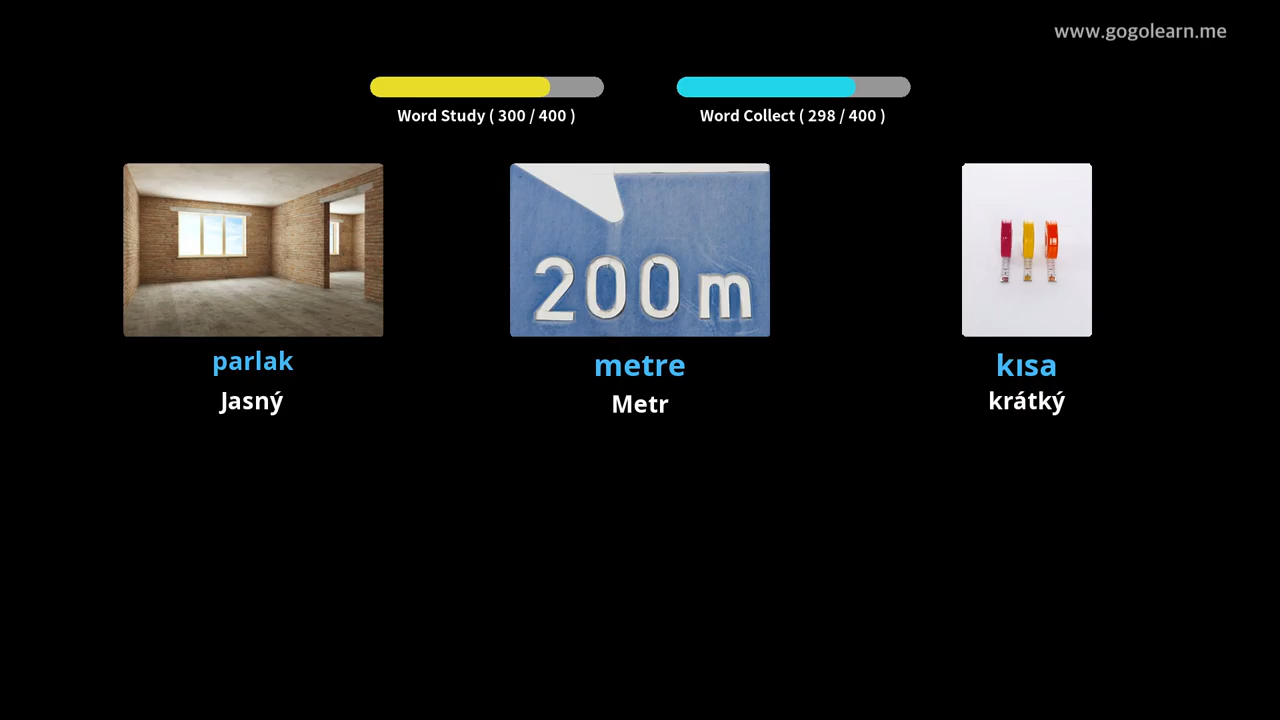 www.gogolearn.me
Word Study ( 300 / 400 )
Word Collect ( 298 / 400 )
200 m
parlak
metre
kısa
Jasný
Metr
krátký